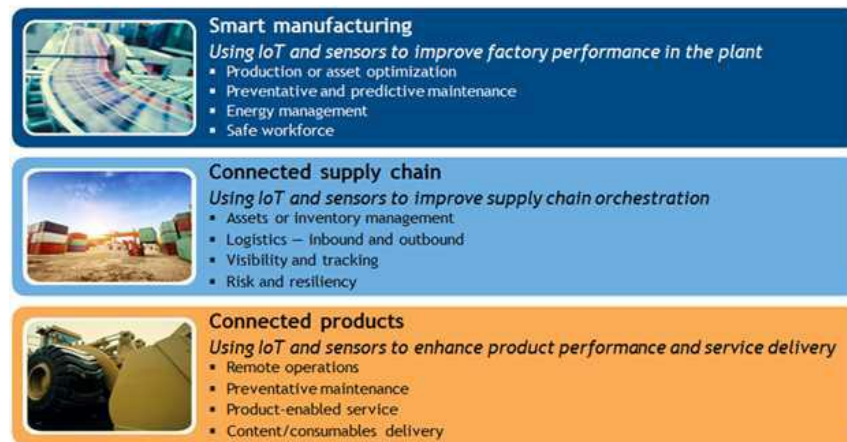 Smart manufacturing
Using IoT and sensors to improve factory performance in the plant
▪ Production or asset optimization
▪ Preventative and predictive maintenance
▪ Energy management
▪ Safe workforce
Connected supply chain
Using IoT and sensors to improve supply chain orchestration
▪ Assets or inventory management
▪ Logistics — inbound and outbound
▪ Visibility and tracking
▪ Risk and resiliency
Connected products
Using IoT and sensors to enhance product performance and service delivery
▪ Remote operations
▪ Preventative maintenance
▪ Product-enabled service
▪ Content/consumables delivery